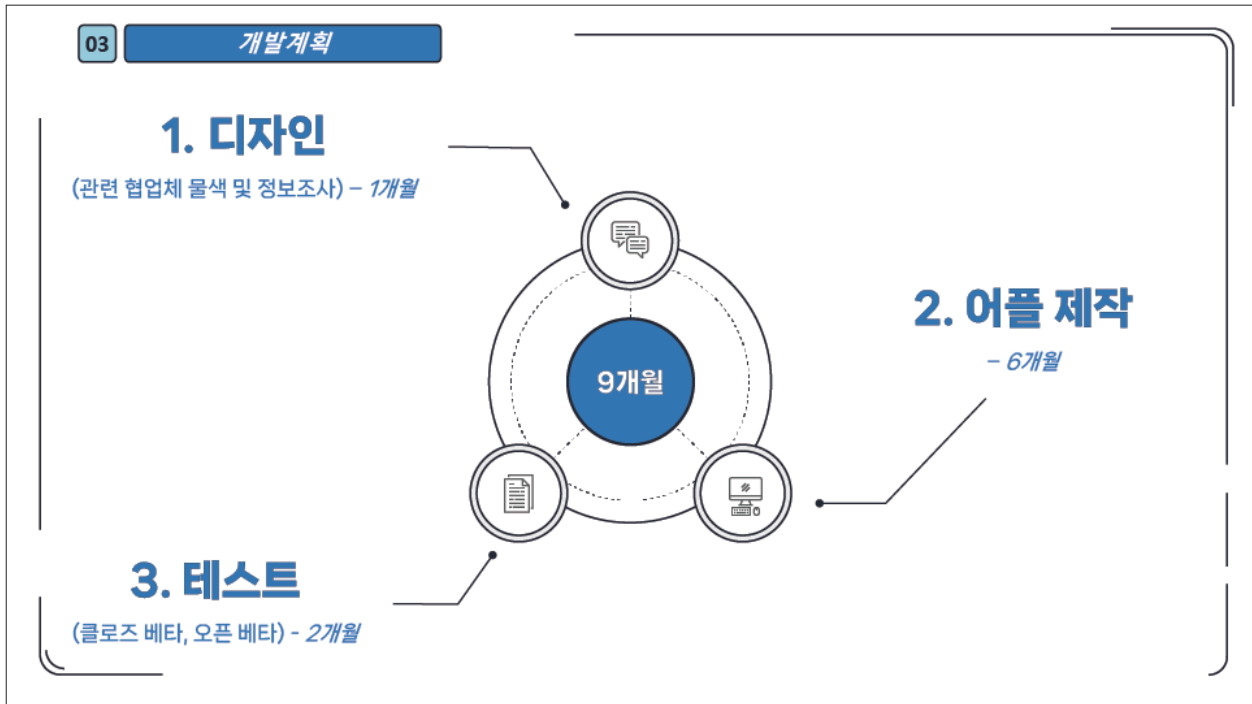 03
개발계획
1. 디자인
(관련 협업체 물색 및 정보조사) – 1개월
2. 어플 제작
– 6개월
9개월
3. 테스트
(클로즈 베타, 오픈 베타) - 2개월